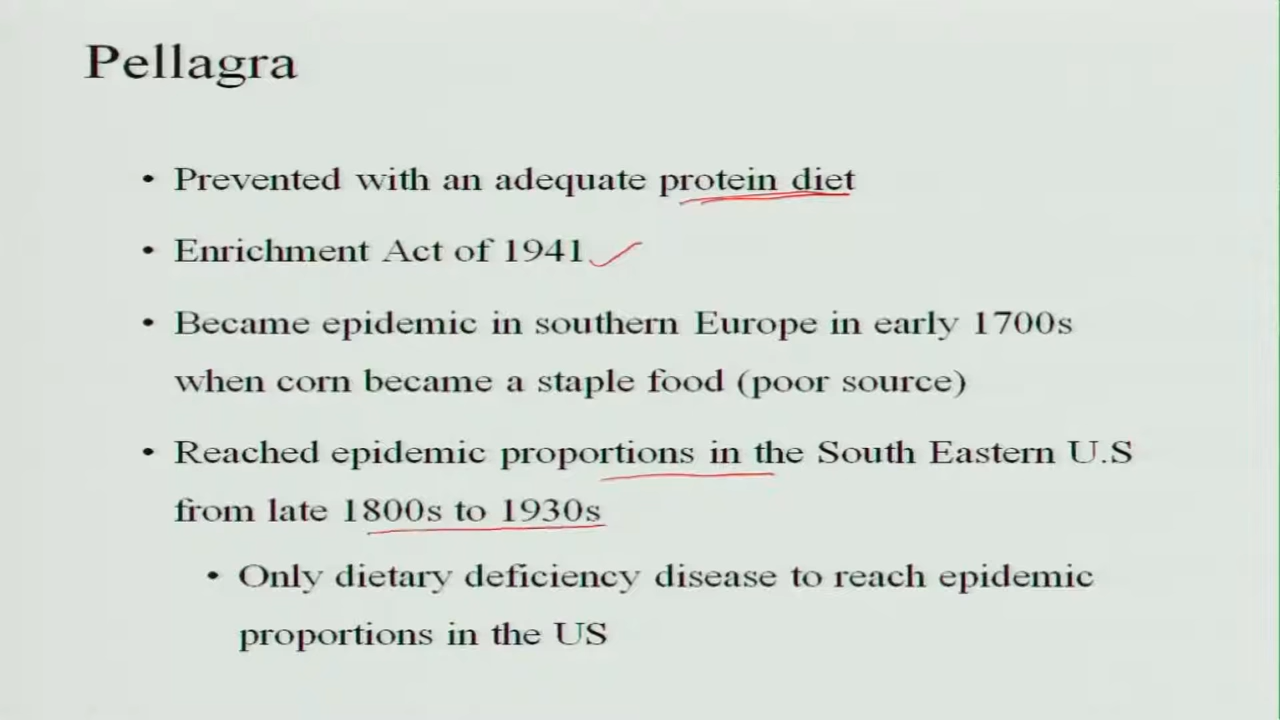 Pellagra
• Prevented with an adequate protein diet
• Enrichment Act of 1941
• Became epidemic in southern Europe in early 1700s
when corn became a staple food (poor source)
• Reached epidemic proportions in the South Eastern U.S
from late 1800s to 1930s
• Only dietary deficiency disease to reach epidemic
proportions in the US